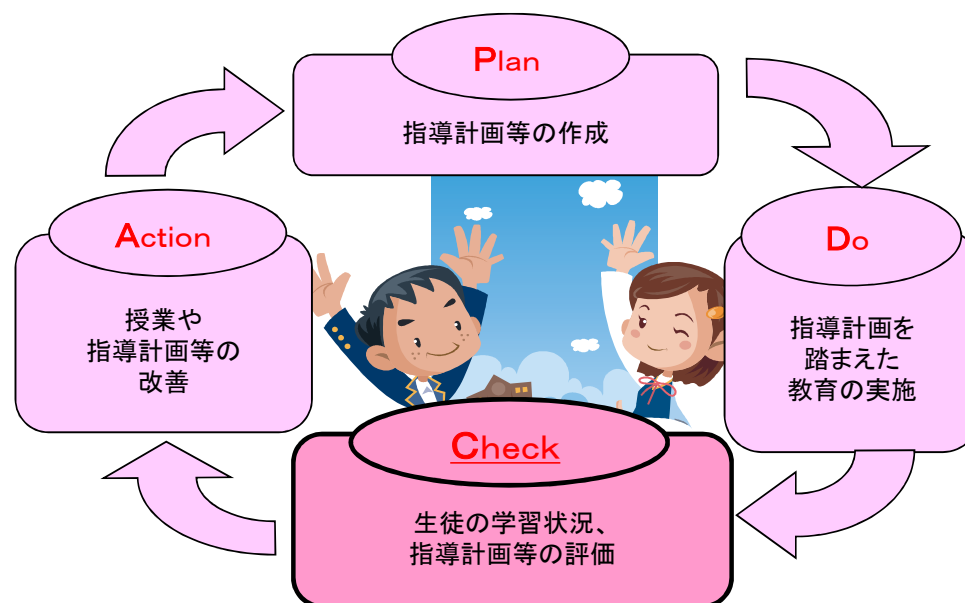 Plan
指導計画等の作成
Do
指導計画を
踏まえた
教育の実施
Check
生徒の学習状況、
指導計画等の評価
Action
授業や
指導計画等の
改善